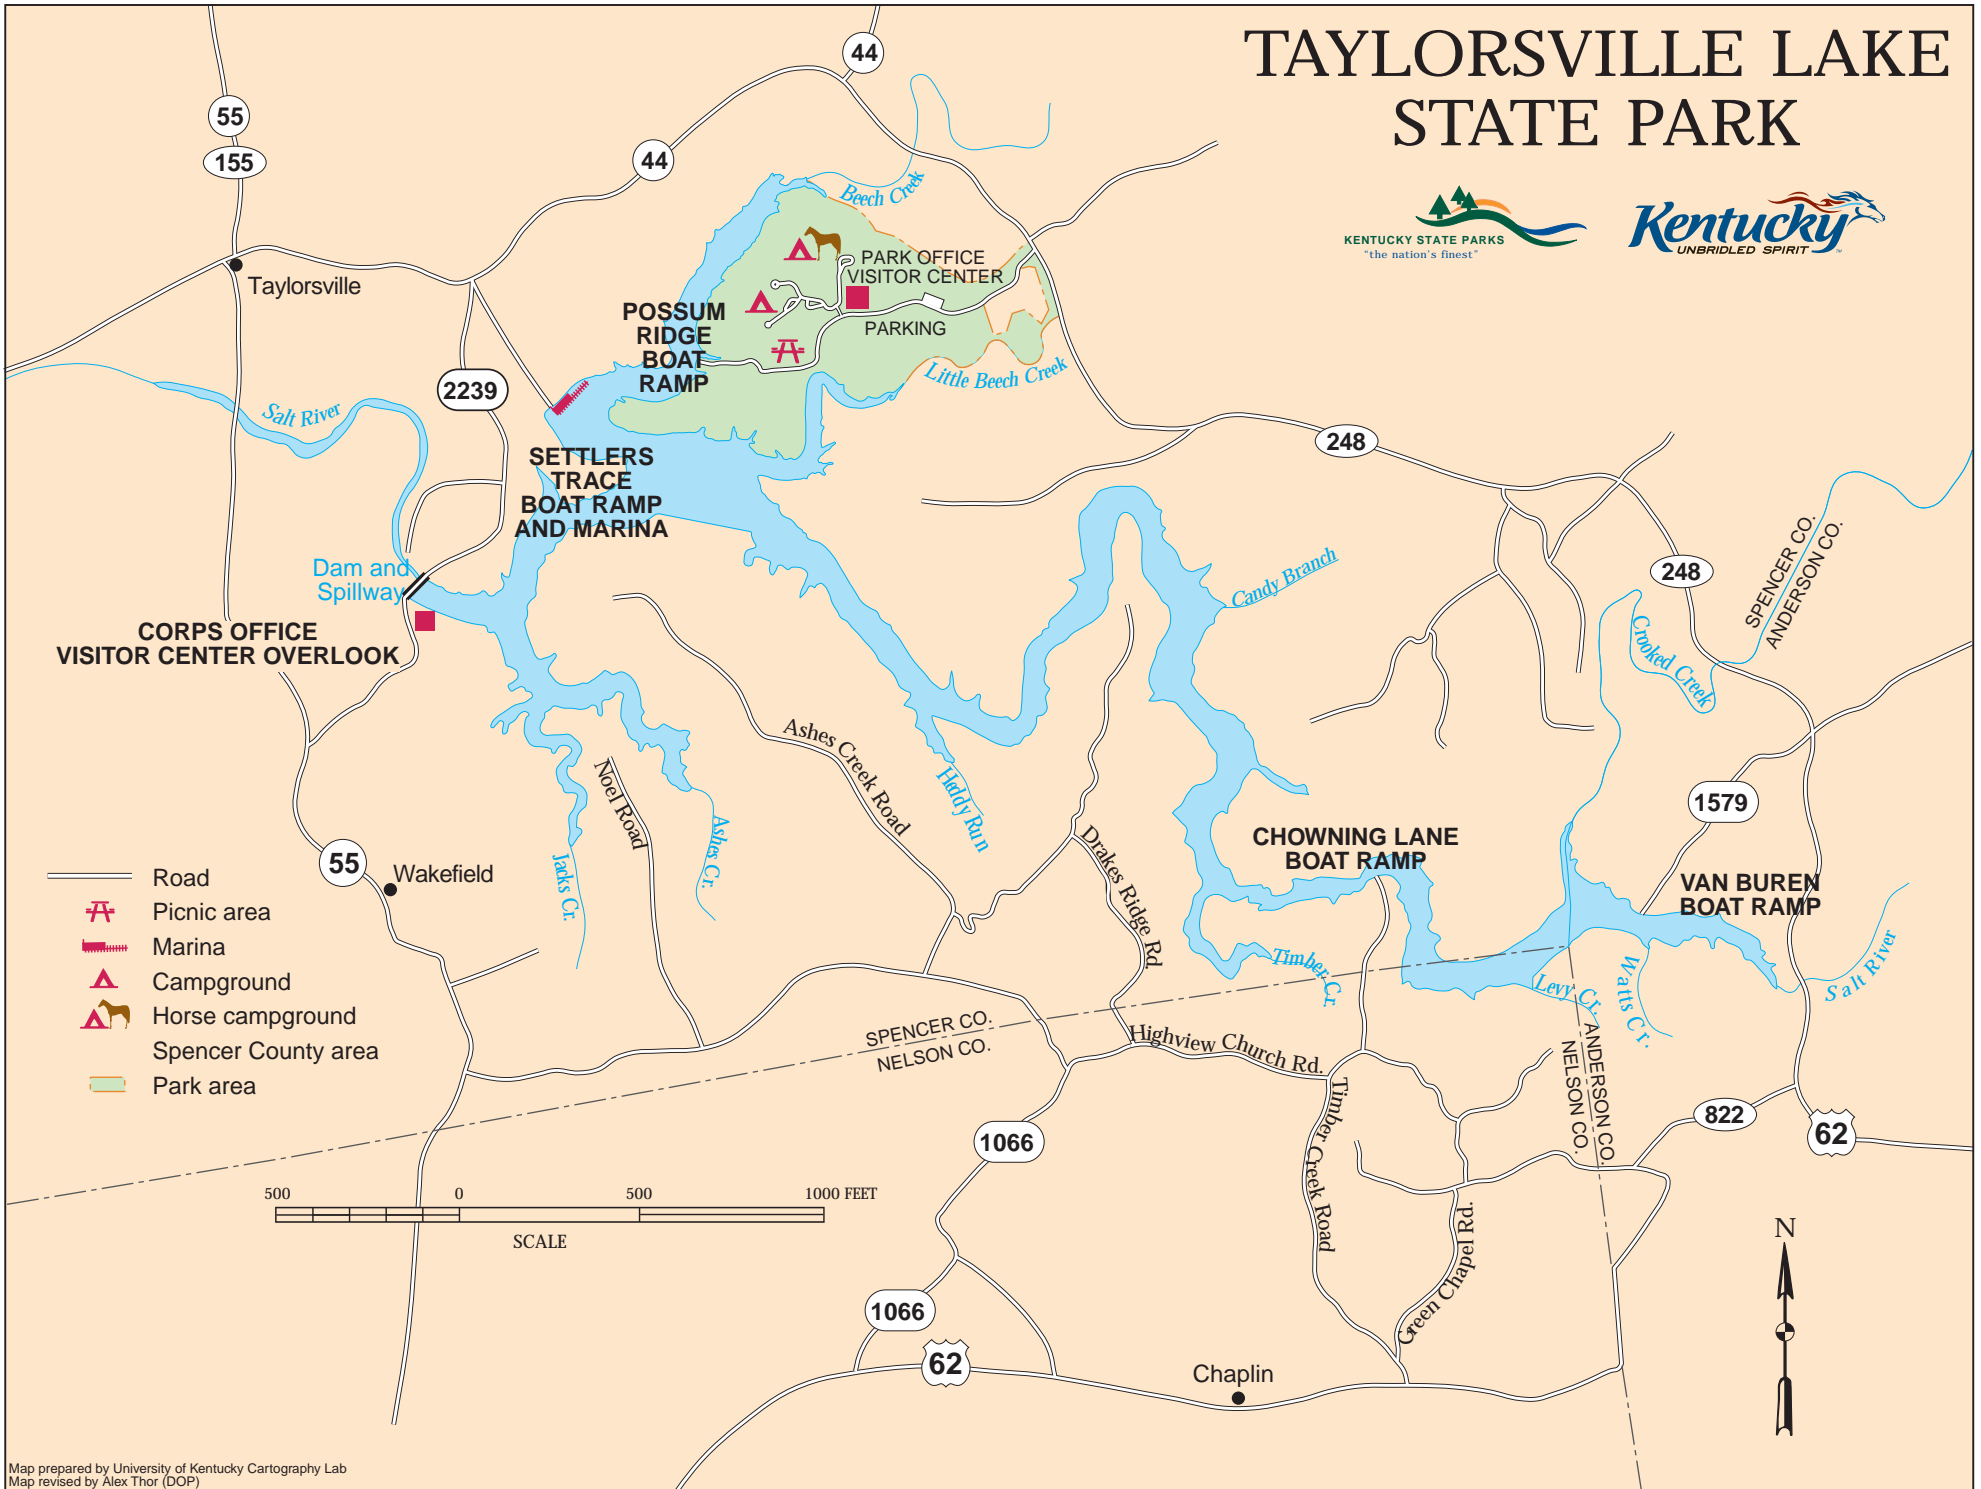 TAYLORSVILLE LAKE
STATE PARK
KENTUCKY STATE PARKS
"the nation's finest"
Kentucky
UNBRIDLED SPIRIT
™
44
55
155
44
Beech Creek
PARK OFFICE
VISITOR CENTER
PARKING
Taylorsville
POSSUM
RIDGE
BOAT
RAMP
Little Beech Creek
2239
Salt River
SETTLERS
TRACE
BOAT RAMP
AND MARINA
248
248
SPENCER CO.
ANDERSON CO.
Dam and
Spillway
CORPS OFFICE
VISITOR CENTER OVERLOOK
Candy Branch
Crooked Creek
Ashes Creek Road
Noel Road
Heddy Run
Jacks Cr.
Ashes Cr.
Drakes Ridge Rd
1579
CHOWNING LANE
BOAT RAMP
VAN BUREN
BOAT RAMP
55
Wakefield
Road
Picnic area
Marina
Campground
Horse campground
Spencer County area
Park area
Timber Cr.
Levy Cr.
Watts Cr.
Salt River
SPENCER CO.
NELSON CO.
Highview Church Rd.
ANDERSON CO.
NELSON CO.
Timber Creek Road
822
62
1066
500
0
500
1000 FEET
SCALE
Green Chapel Rd.
N
1066
62
Chaplin
Map prepared by University of Kentucky Cartography Lab
Map revised by Alex Thor (DOP)